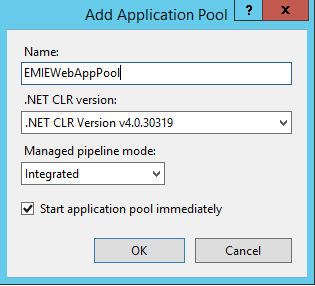 Add Application Pool
?
x
Name:
EMIEWebAppPool
.NET CLR version:
.NET CLR Version v4.0.30319
Managed pipeline mode:
Integrated
Start application pool immediately
OK
Cancel